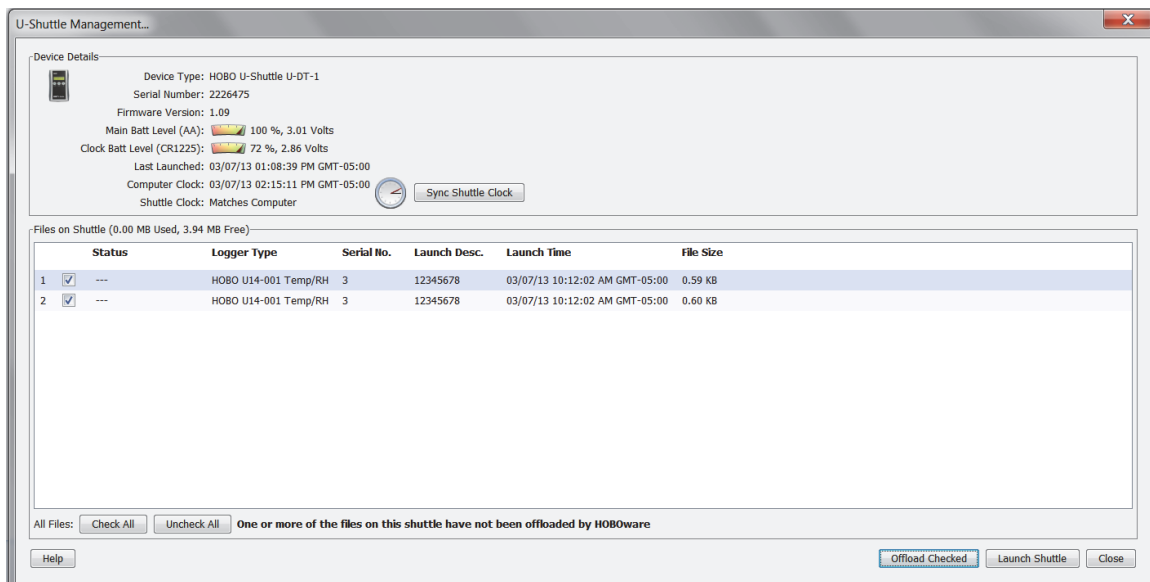 U-Shuttle Management...
Device Details
Device Type: HOBO U-Shuttle U-DT-1
Serial Number: 2226475
Firmware Version: 1.09
Main Batt Level (AA): 100 %, 3.01 Volts
Clock Batt Level (CR1225): 72 %, 2.86 Volts
Last Launched: 03/07/13 01:08:39 PM GMT-05:00
Computer Clock: 03/07/13 02:15:11 PM GMT-05:00
Shuttle Clock: Matches Computer
Sync Shuttle Clock
Files on Shuttle (0.00 MB Used, 3.94 MB Free)
Status Logger Type Serial No. Launch Desc. Launch Time File Size
1 --- HOBO U14-001 Temp/RH 3 12345678 03/07/13 10:12:02 AM GMT-05:00 0.59 KB
2 --- HOBO U14-001 Temp/RH 3 12345678 03/07/13 10:12:02 AM GMT-05:00 0.60 KB
All Files: Check All Uncheck All One or more of the files on this shuttle have not been offloaded by HOBOware
Help Offload Checked Launch Shuttle Close